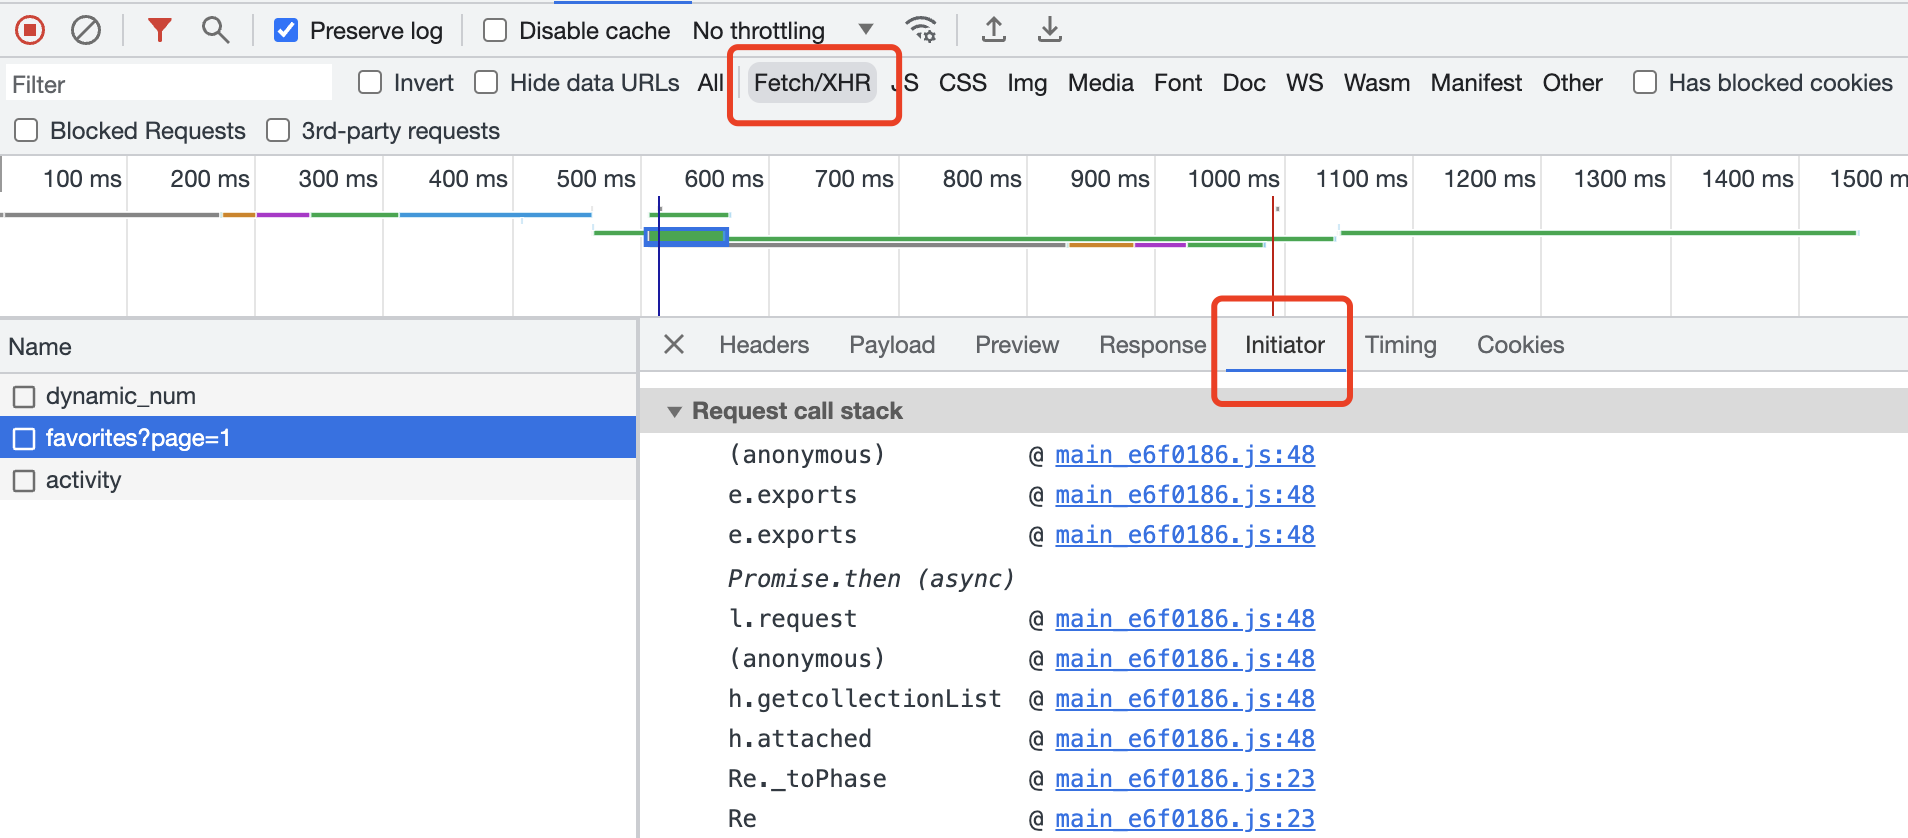 Preserve log Disable cache No throttling
Filter Invert Hide data URLs All Fetch/XHR JS CSS Img Media Font Doc WS Wasm Manifest Other Has blocked cookies
Blocked Requests 3rd-party requests
100 ms 200 ms 300 ms 400 ms 500 ms 600 ms 700 ms 800 ms 900 ms 1000 ms 1100 ms 1200 ms 1300 ms 1400 ms 1500 m
Name
dynamic_num
favorites?page=1
activity
Headers Payload Preview Response Initiator Timing Cookies
Request call stack
(anonymous) @ main_e6f0186.js:48
e.exports @ main_e6f0186.js:48
e.exports @ main_e6f0186.js:48
Promise.then (async)
l.request @ main_e6f0186.js:48
(anonymous) @ main_e6f0186.js:48
h.getcollectionList @ main_e6f0186.js:48
h.attached @ main_e6f0186.js:48
Re._toPhase @ main_e6f0186.js:23
Re @ main_e6f0186.js:23